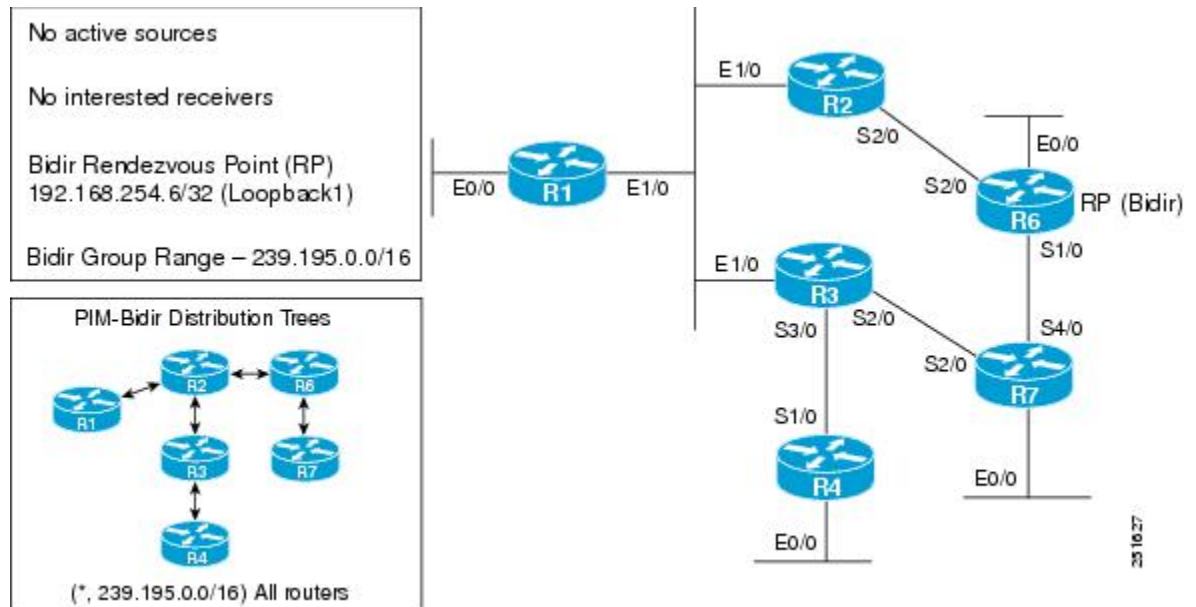 No active sources
No interested receivers
Bidir Rendezvous Point (RP)
192.168.254.6/32 (Loopback1)
Bidir Group Range – 239.195.0.0/16
PIM-Bidir Distribution Trees
R1
R2
R6
R3
R7
R4
(*, 239.195.0.0/16) All routers
E0/0
R1
E1/0
E1/0
R2
S2/0
E0/0
S2/0
R6
RP (Bidir)
S1/0
E1/0
R3
S3/0
S2/0
S4/0
S2/0
R7
S1/0
R4
E0/0
E0/0
251627